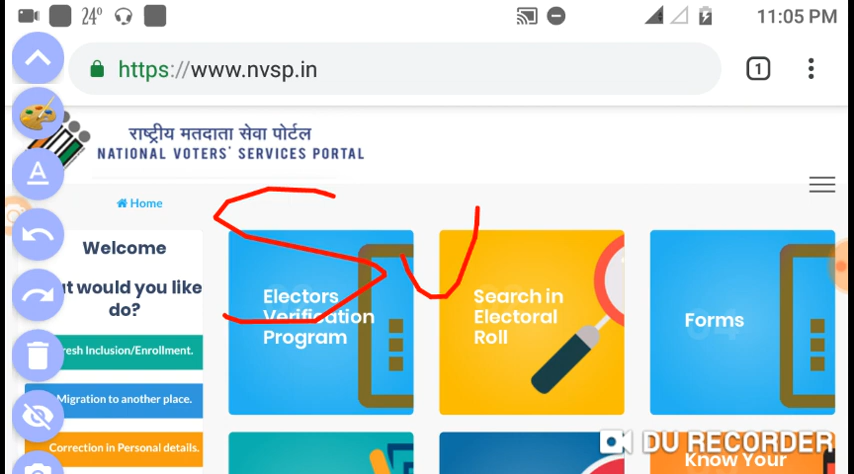 24°
11:05 PM
https://www.nvsp.in
1
राष्ट्रीय मतदाता सेवा पोर्टल
NATIONAL VOTERS' SERVICES PORTAL
A
Home
Welcome
at would you like
do?
resh Inclusion/Enrollment.
Migration to another place.
Correction in Personal details.
Electors
Verification
Program
Search in
Electoral
Roll
Forms
Know Your
DU RECORDER